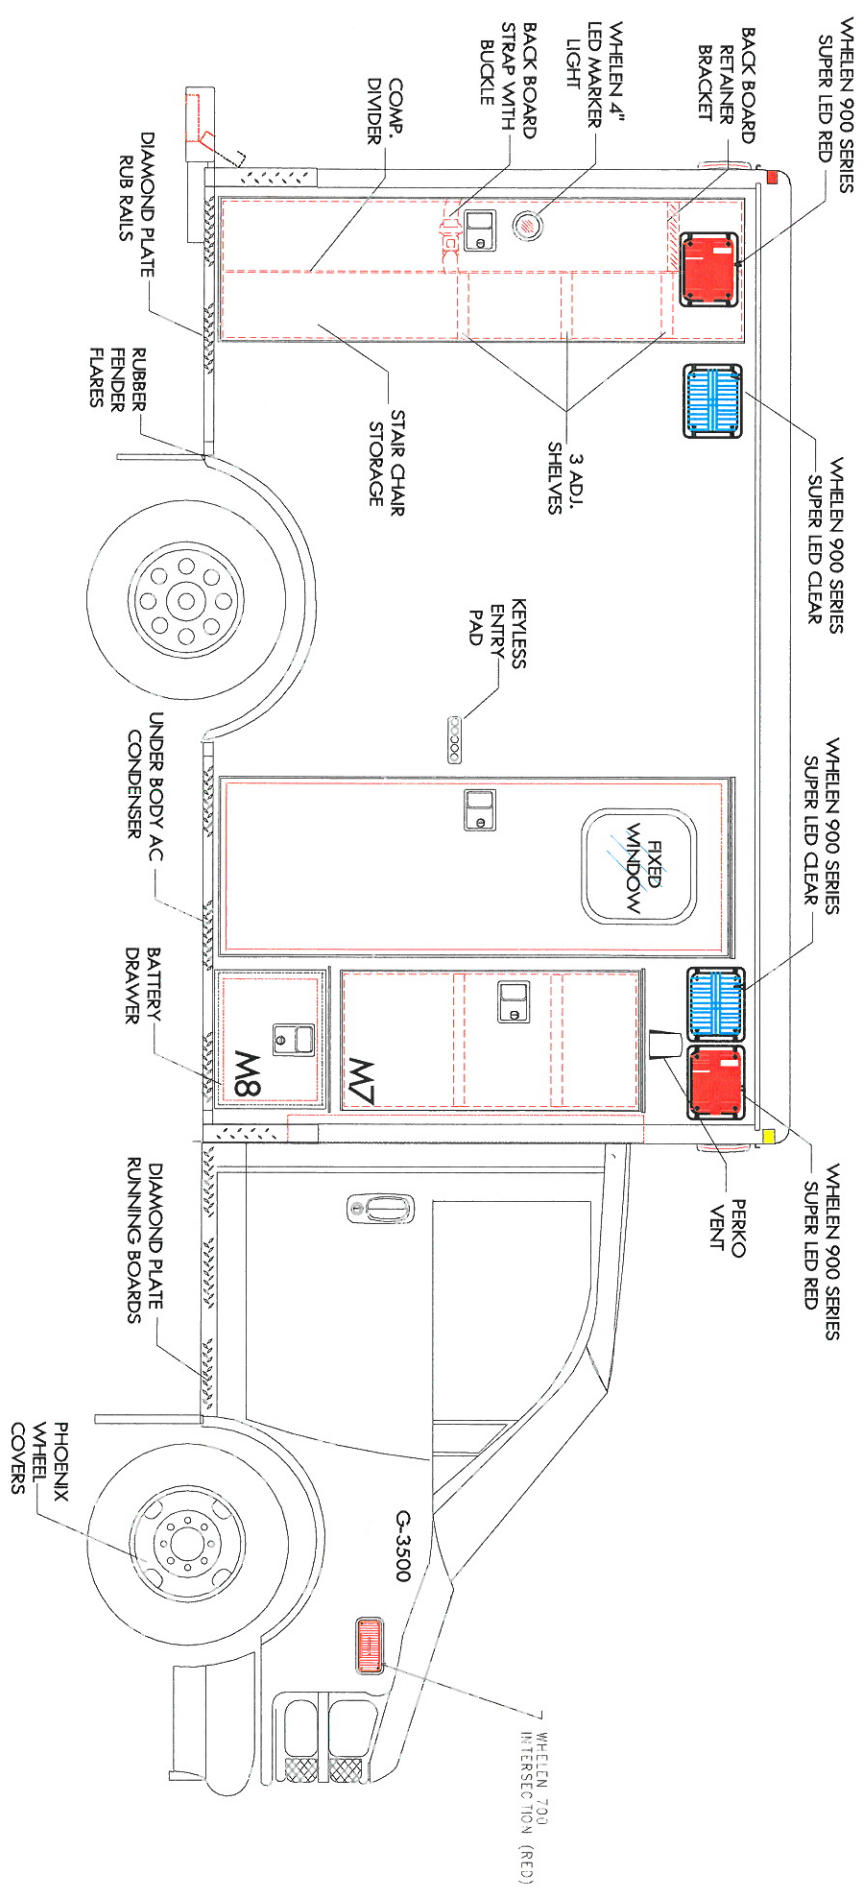 WHELEN 900 SERIES
SUPER LED RED
BACK BOARD
RETAINER
BRACKET
WHELEN 4"
LED MARKER
LIGHT
BACK BOARD
STRAP WITH
BUCKLE
COMP.
DIVIDER
DIAMOND PLATE
RUB RAILS
RUBBER
FENDER
FLARES
STAIR CHAIR
STORAGE
3 ADJ.
SHELVES
WHELEN 900 SERIES
SUPER LED CLEAR
KEYLESS
ENTRY
PAD
UNDER BODY AC
CONDENSER
WHELEN 900 SERIES
SUPER LED CLEAR
FIXED
WINDOW
BATTERY
DRAWER
M7
M8
WHELEN 900 SERIES
SUPER LED RED
PERKO
VENT
DIAMOND PLATE
RUNNING BOARDS
PHOENIX
WHEEL
COVERS
G-3500
WHELEN 700
INTERSECTION (RED)